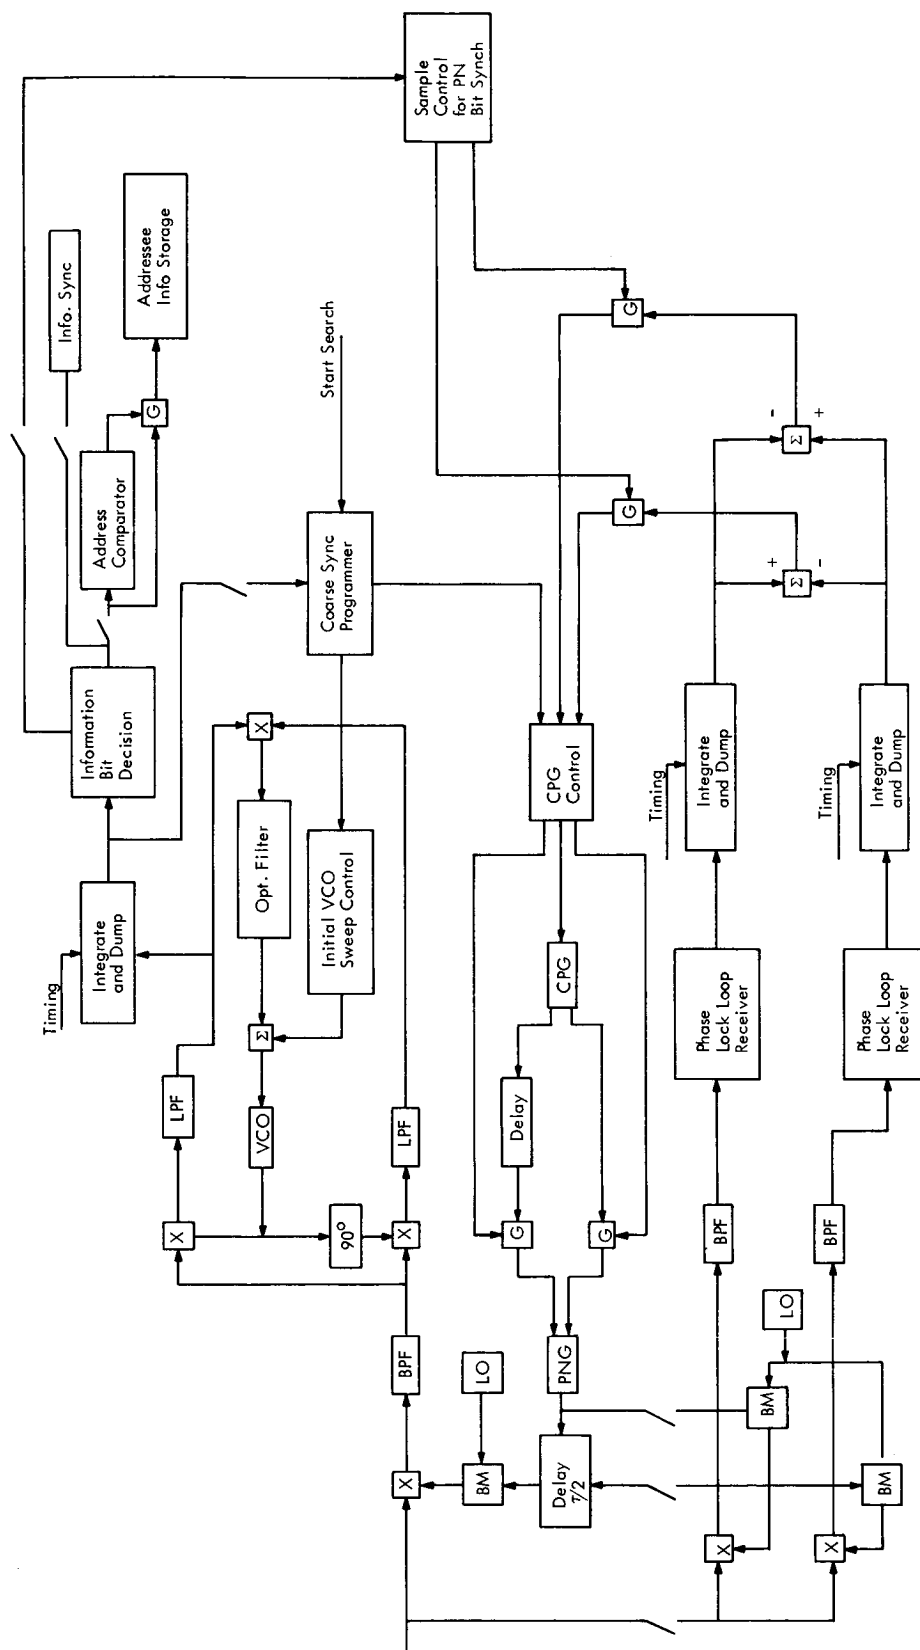 Timing
Integrate
and Dump
Information
Bit
Decision
Address
Comparator
Info. Sync
G
Addressee
Info Storage
X
LPF
VCO
Σ
Opt. Filter
X
90°
Initial VCO
Sweep Control
Coarse Sync
Programmer
Start Search
X
BPF
X
LPF
Sample
Control
for PN
Bit Synch
BM
LO
G
Delay
Delay
τ/2
PNG
CPG
CPG
Control
G
G
G
X
BPF
Phase
Lock Loop
Receiver
Timing
Integrate
and Dump
+
Σ
-
-
Σ
+
BM
LO
X
BPF
Phase
Lock Loop
Receiver
Timing
Integrate
and Dump
BM